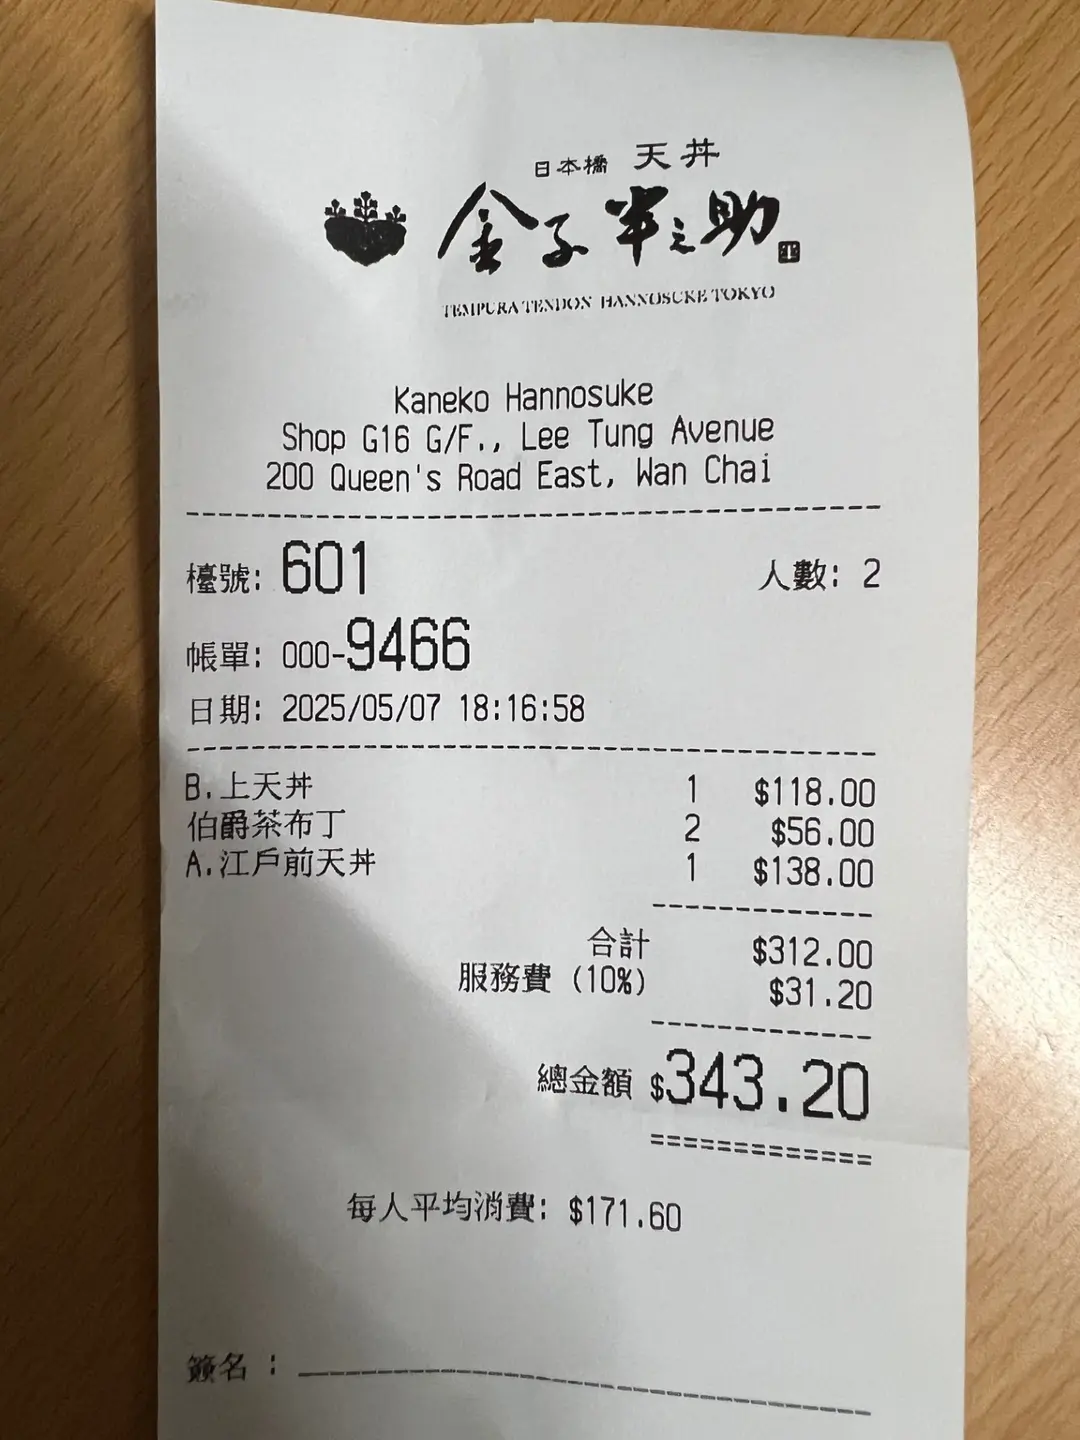 日本橋 天丼
金子半之助
TEMPURA TENDON HANNOSUKE TOKYO
Kaneko Hannosuke
Shop G16 G/F., Lee Tung Avenue
200 Queen's Road East, Wan Chai
檯號: 601 人數: 2
帳單: 000-9466
日期: 2025/05/07 18:16:58
B.上天丼 1 $118.00
伯爵茶布丁 2 $56.00
A.江戶前天丼 1 $138.00
合計 $312.00
服務費 (10%) $31.20
總金額 $343.20
每人平均消費: $171.60
簽名 :